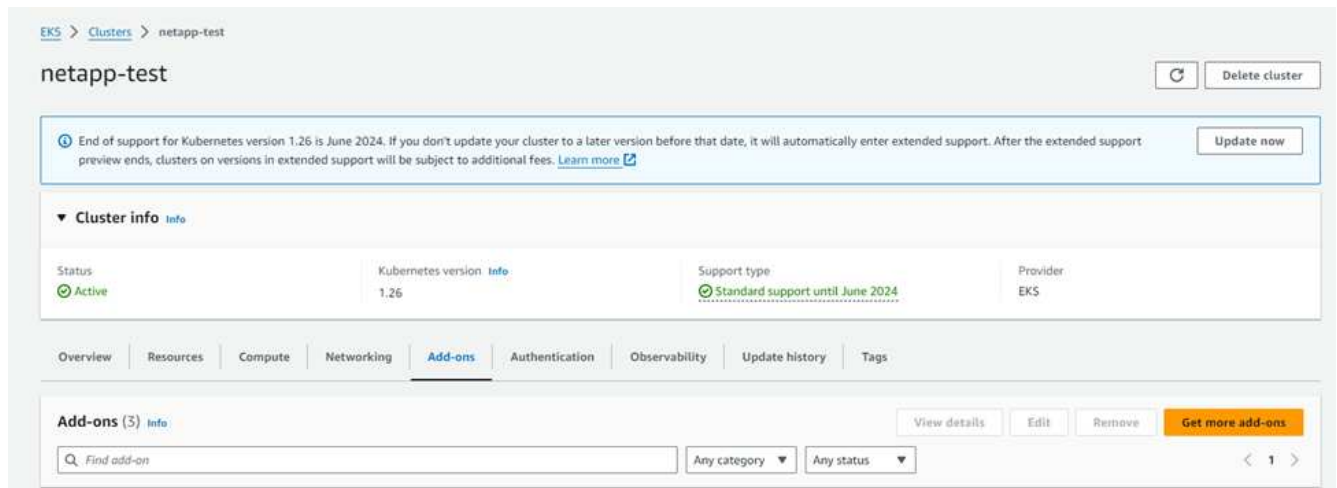 EKS > Clusters > netapp-test
netapp-test
Delete cluster
End of support for Kubernetes version 1.26 is June 2024. If you don't update your cluster to a later version before that date, it will automatically enter extended support. After the extended support
preview ends, clusters on versions in extended support will be subject to additional fees. Learn more
Update now
Cluster info Info
Status
Active
Kubernetes version Info
1.26
Support type
Standard support until June 2024
Provider
EKS
Overview Resources Compute Networking Add-ons Authentication Observability Update history Tags
Add-ons (3) Info
View details Edit Remove Get more add-ons
Find add-on
Any category Any status < 1 >